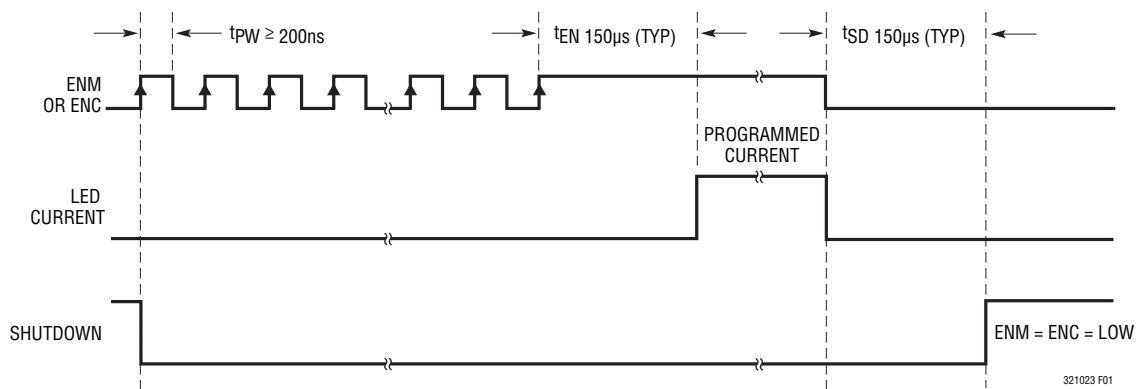 tPW ≥ 200ns
tEN 150µs (TYP)
tSD 150µs (TYP)
ENM
OR ENC
PROGRAMMED
CURRENT
LED
CURRENT
SHUTDOWN
ENM = ENC = LOW
321023 F01